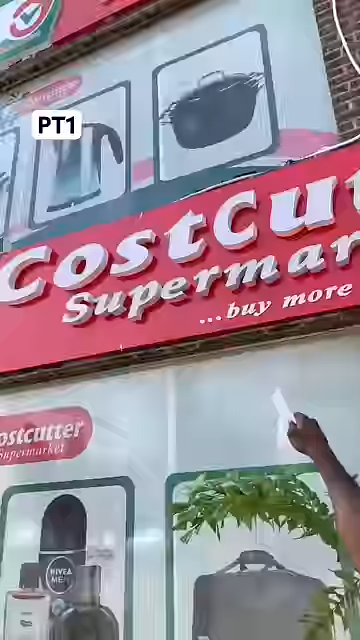 PT1
CostCut
Supermar
...buy more
ostcutter
Supermarket
NIVEA
MEN